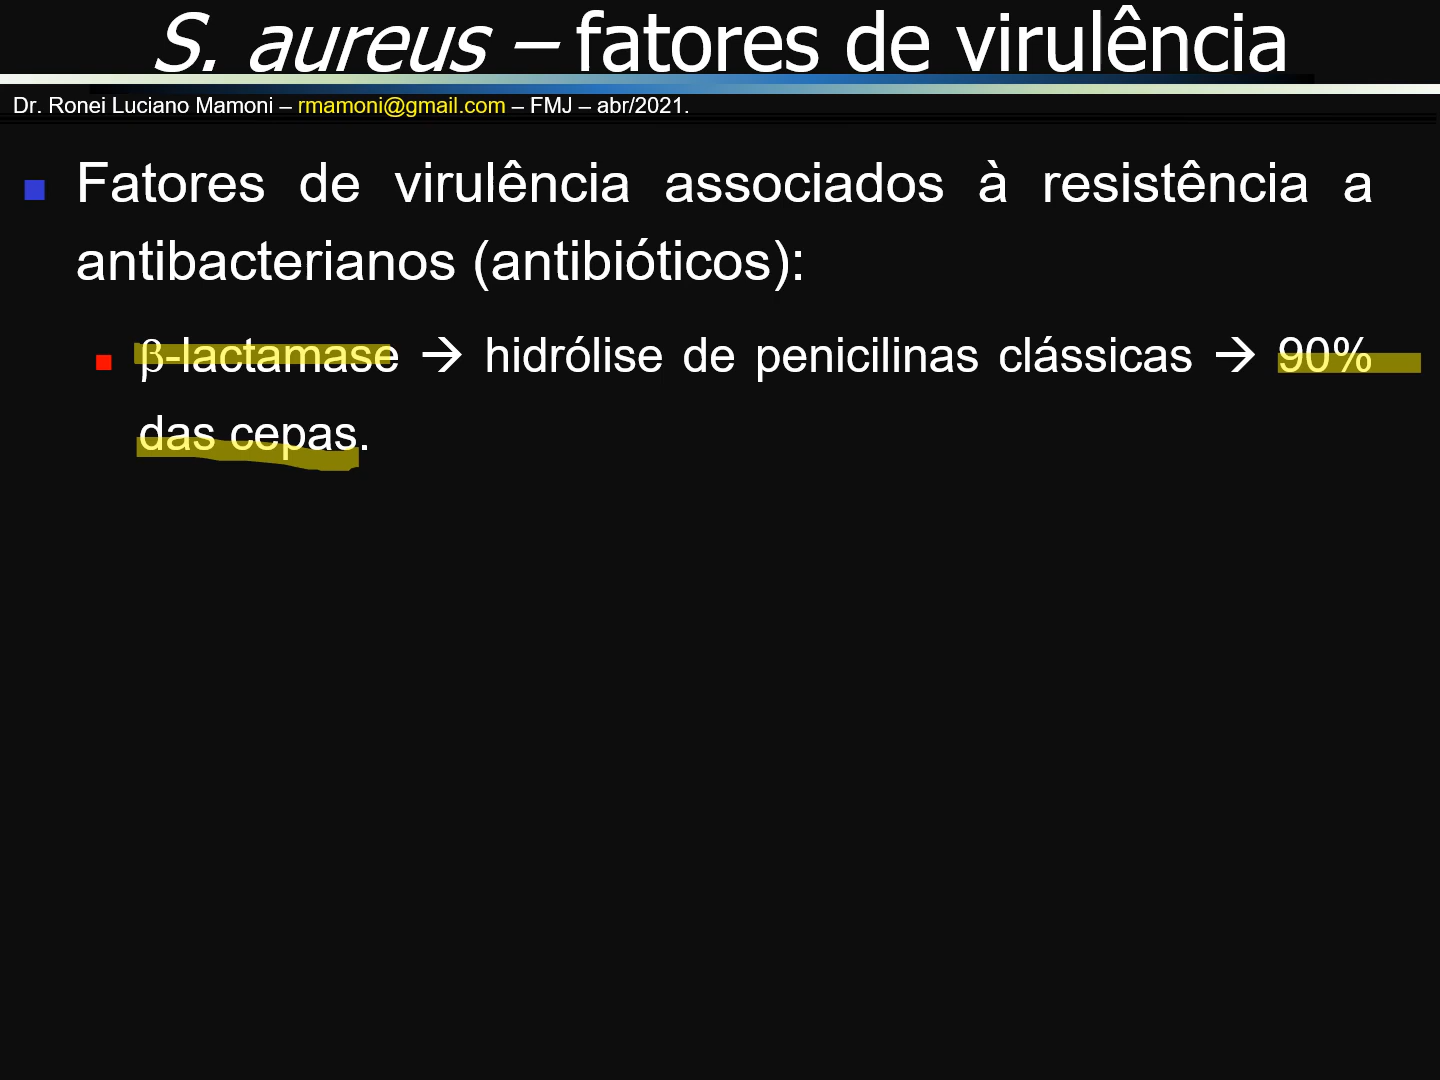 S. aureus – fatores de virulência
Dr. Ronei Luciano Mamoni – rmamoni@gmail.com – FMJ – abr/2021.
Fatores de virulência associados à resistência a
antibacterianos (antibióticos):
β-lactamase → hidrólise de penicilinas clássicas → 90%
das cepas.